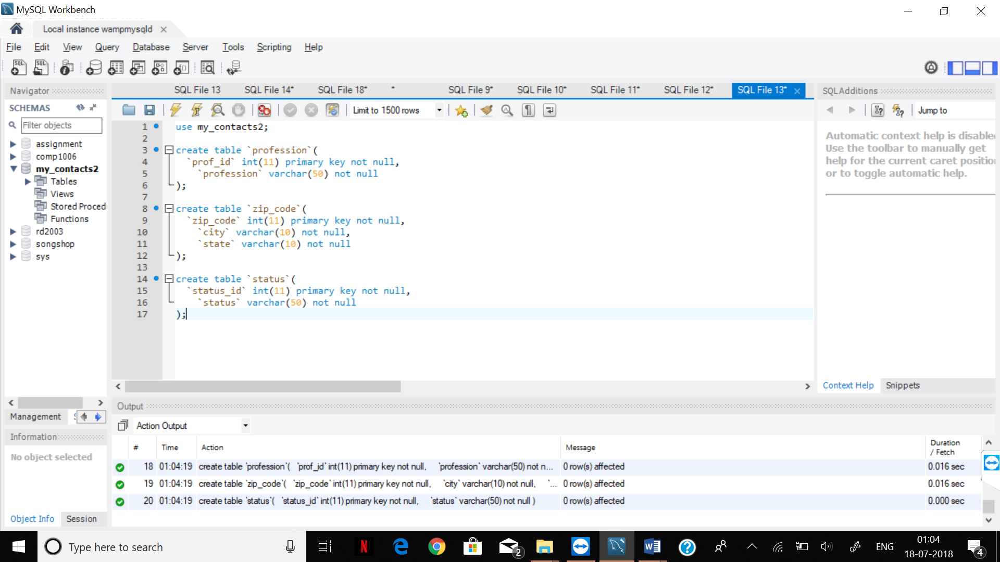 MySQL Workbench
Local instance wampmysqld
File Edit View Query Database Server Tools Scripting Help
Navigator
SCHEMAS
Filter objects
assignment
comp1006
my_contacts2
Tables
Views
Stored Proced
Functions
rd2003
songshop
sys
Management
Information
No object selected
Object Info Session
SQL File 13 SQL File 14* SQL File 18* * SQL File 9* SQL File 10* SQL File 11* SQL File 12* SQL File 13*
Limit to 1500 rows
1 use my_contacts2;
2
3 create table `profession`(
4 `prof_id` int(11) primary key not null,
5 `profession` varchar(50) not null
6 );
7
8 create table `zip_code`(
9 `zip_code` int(11) primary key not null,
10 `city` varchar(10) not null,
11 `state` varchar(10) not null
12 );
13
14 create table `status`(
15 `status_id` int(11) primary key not null,
16 `status` varchar(50) not null
17 );
SQLAdditions
Jump to
Automatic context help is disable
Use the toolbar to manually get
help for the current caret position
or to toggle automatic help.
Context Help Snippets
Output
Action Output
# Time Action Message Duration / Fetch
18 01:04:19 create table `profession`( `prof_id` int(11) primary key not null, `profession` varchar(50) not n... 0 row(s) affected 0.016 sec
19 01:04:19 create table `zip_code`( `zip_code` int(11) primary key not null, `city` varchar(10) not null, `... 0 row(s) affected 0.016 sec
20 01:04:19 create table `status`( `status_id` int(11) primary key not null, `status` varchar(50) not null ) 0 row(s) affected 0.000 sec
Type here to search
2
ENG
01:04
18-07-2018
4